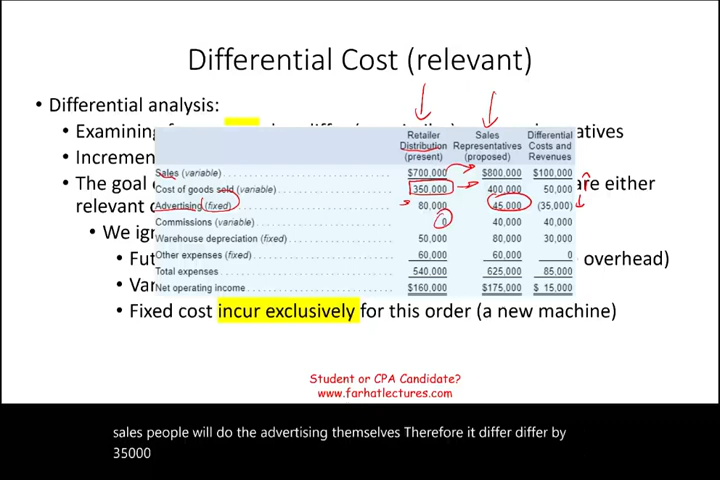 Differential Cost (relevant)
• Differential analysis:
• Examining
atives
• Increment
• The goal
are either
relevant
• We ig
• Fut
overhead)
• Var
• Fixed cost incur exclusively for this order (a new machine)
Retailer Distribution (present) Sales Representatives (proposed) Differential Costs and Revenues
Sales (variable) $700,000 $800,000 $100,000
Cost of goods sold (variable) 350,000 400,000 50,000
Advertising (fixed) 80,000 45,000 (35,000)
Commissions (variable) 0 40,000 40,000
Warehouse depreciation (fixed) 50,000 80,000 30,000
Other expenses (fixed) 60,000 60,000 0
Total expenses 540,000 625,000 85,000
Net operating income $160,000 $175,000 $ 15,000
Student or CPA Candidate?
www.farhatlectures.com
sales people will do the advertising themselves Therefore it differ differ by
35000